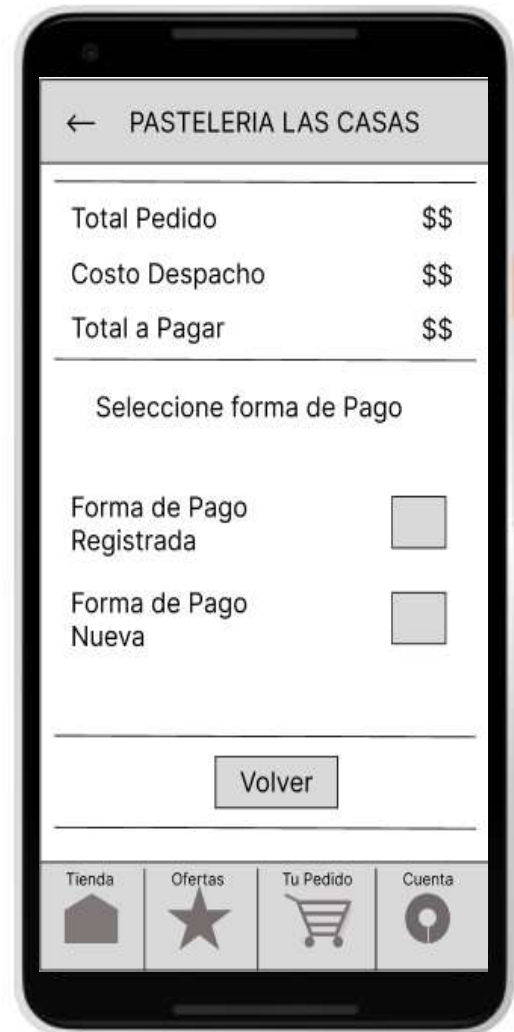 ← PASTELERIA LAS CASAS
Total Pedido $$
Costo Despacho $$
Total a Pagar $$
Seleccione forma de Pago
Forma de Pago
Registrada
Forma de Pago
Nueva
Volver
Tienda Ofertas Tu Pedido Cuenta